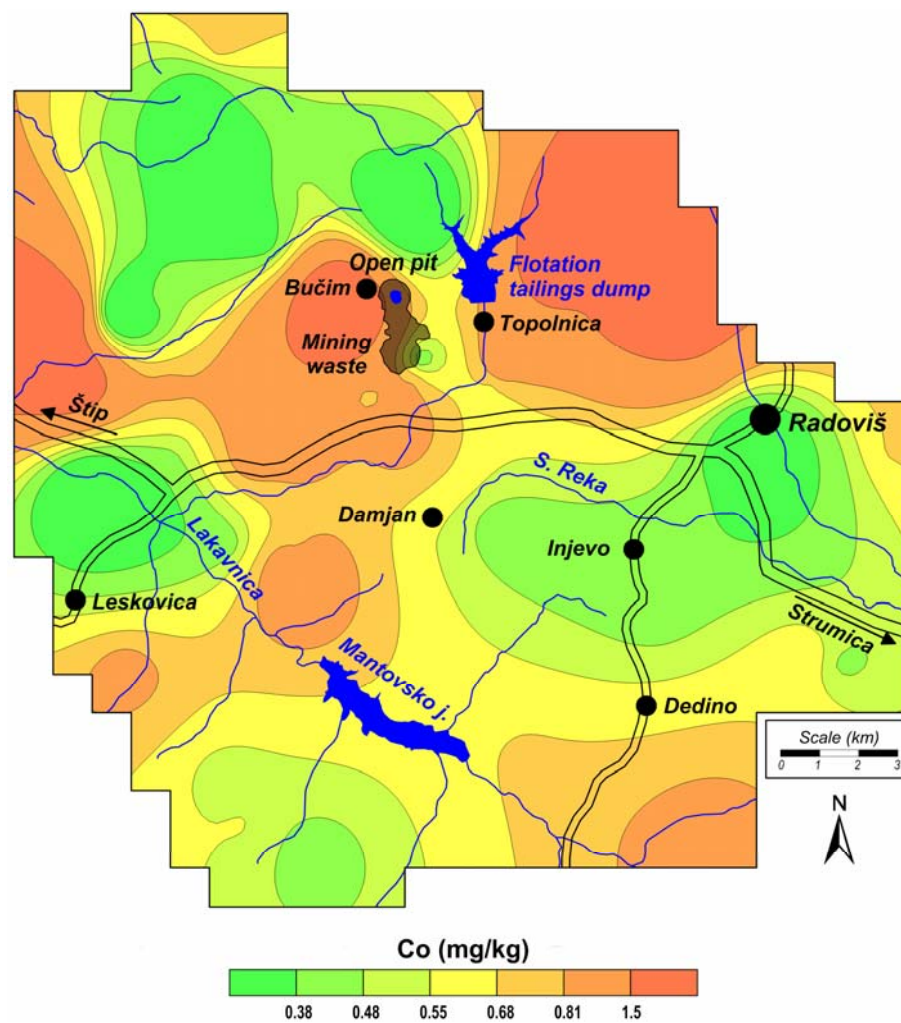 Open pit
Bučim
Flotation
tailings dump
Topolnica
Mining
waste
Štip
Radoviš
S. Reka
Damjan
Injevo
Lakavnica
Leskovica
Strumica
Mantovsko j.
Dedino
Scale (km)
0 1 2 3
N
Co (mg/kg)
0.38 0.48 0.55 0.68 0.81 1.5